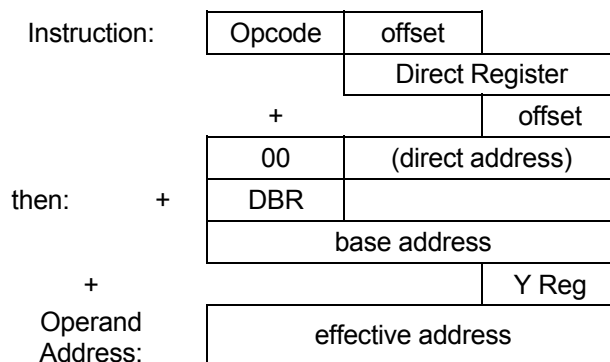 Instruction: Opcode offset
Direct Register
+ offset
00 (direct address)
then: + DBR
base address
+ Y Reg
Operand
Address: effective address